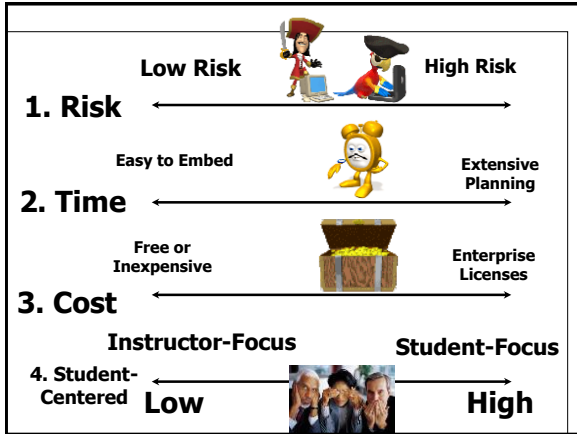 Low Risk
High Risk
1. Risk
Easy to Embed
Extensive
Planning
2. Time
Free or
Inexpensive
Enterprise
Licenses
3. Cost
Instructor-Focus
Student-Focus
4. Student-
Centered
Low
High